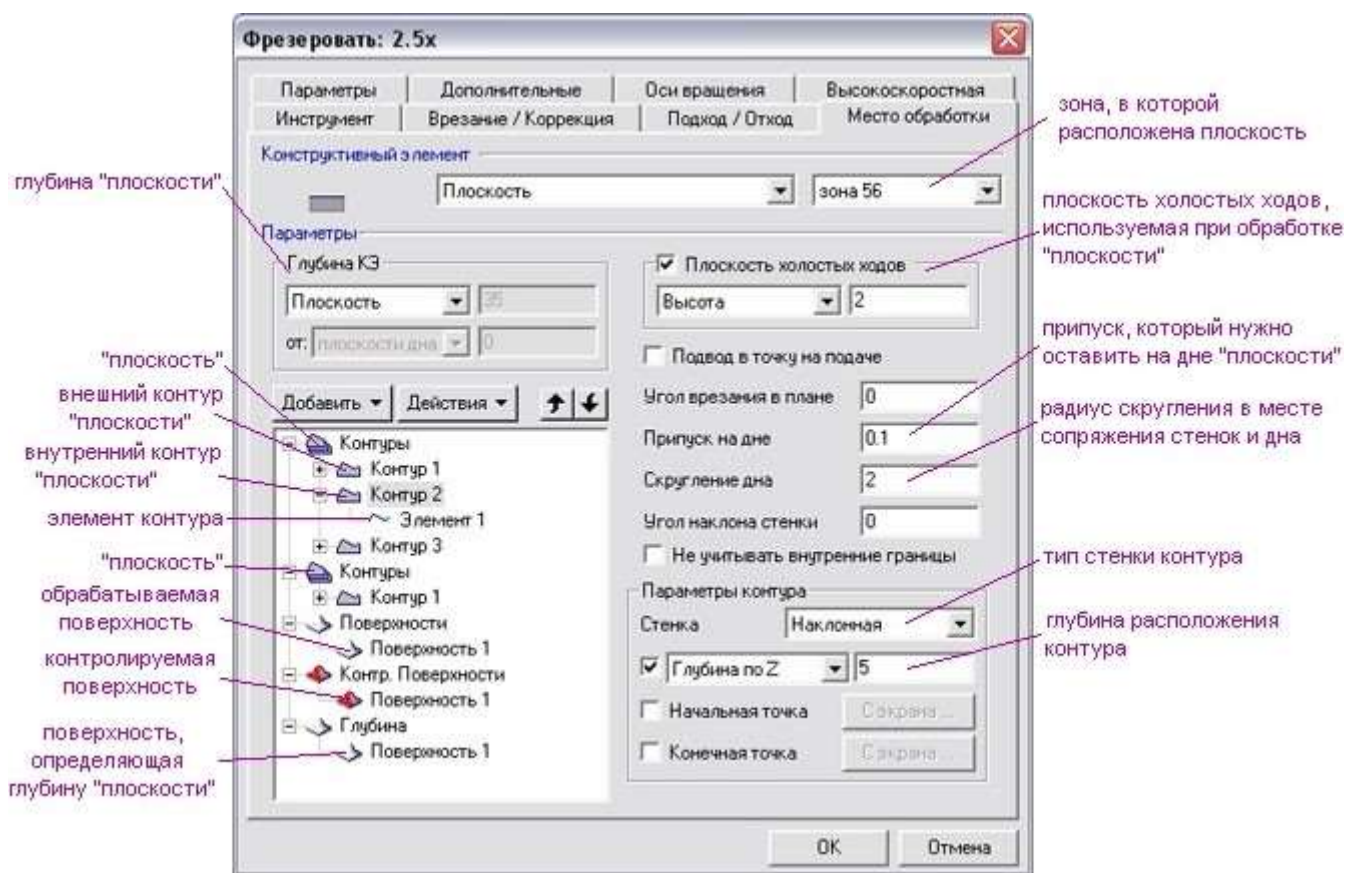 Фрезеровать: 2.5x
Параметры
Дополнительные
Оси вращения
Высокоскоростная
Инструмент
Врезание / Коррекция
Подход / Отход
Место обработки
Конструктивный элемент
Плоскость
зона 56
Параметры
Глубина КЭ
Плоскость
35
от:
плоскости дна
0
Плоскость холостых ходов
Высота
2
Подвод в точку на подаче
Добавить
Действия
Угол врезания в плане
0
Припуск на дне
0.1
Скругление дна
2
Угол наклона стенки
0
Не учитывать внутренние границы
Контуры
Контур 1
Контур 2
Элемент 1
Контур 3
Контуры
Контур 1
Поверхности
Поверхность 1
Контр. Поверхности
Поверхность 1
Глубина
Поверхность 1
Параметры контура
Стенка
Наклонная
Глубина по Z
5
Начальная точка
С экрана ...
Конечная точка
С экрана ...
OK
Отмена
глубина "плоскости"
"плоскость"
внешний контур
"плоскости"
внутренний контур
"плоскости"
элемент контура
"плоскость"
обрабатываемая
поверхность
контролируемая
поверхность
поверхность,
определяющая
глубину "плоскости"
зона, в которой
расположена плоскость
плоскость холостых ходов,
используемая при обработке
"плоскости"
припуск, который нужно
оставить на дне "плоскости"
радиус скругления в месте
сопряжения стенок и дна
тип стенки контура
глубина расположения
контура